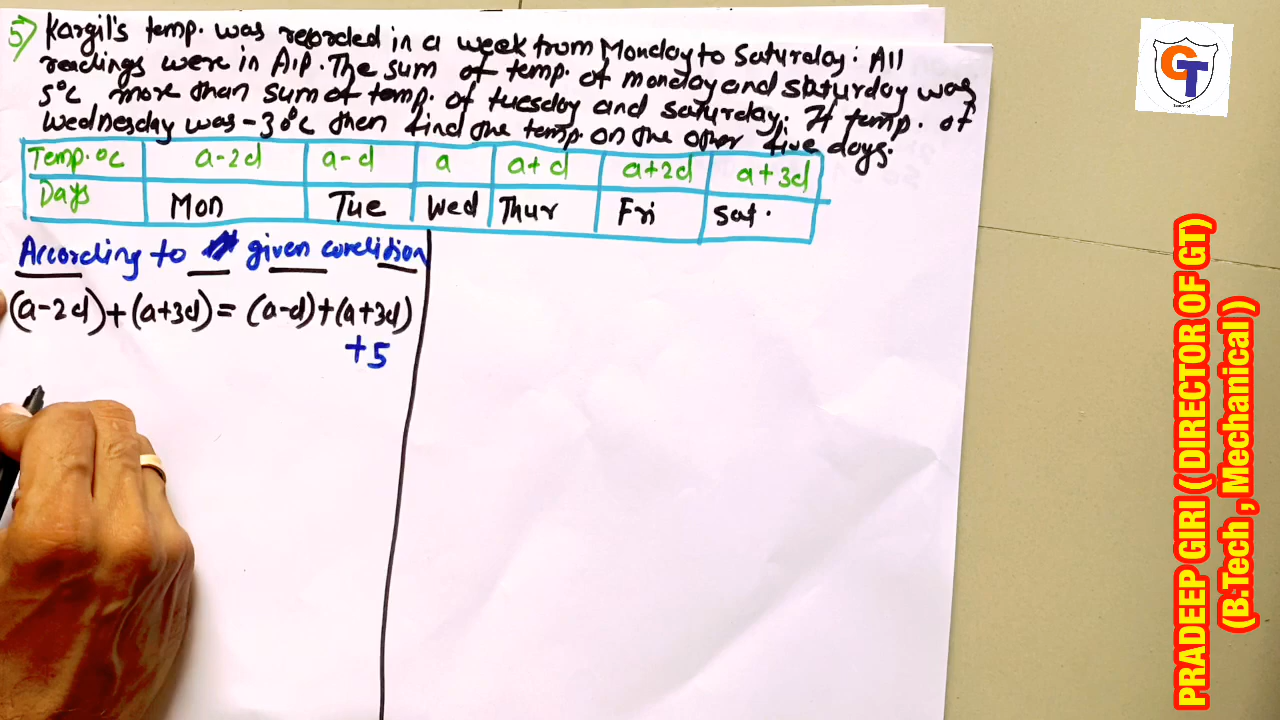 5) Kargil's temp. was reborded in a week from Monday to Saturday: All
readings were in A.P. The sum of temp. of monday and saturday was
5°C more than sum of temp. of tuesday and saturday. If temp. of
Wednesday was -30°C then find the temp. on the other five days.
Temp.°C a-2d a-d a a+d a+2d a+3d
Days Mon Tue Wed Thur Fri Sat.
According to given condition
(a-2d)+(a+3d)= (a-d)+(a+3d)
+5
GT
PRADEEP GIRI ( DIRECTOR OF GT)
(B.Tech , Mechanical )